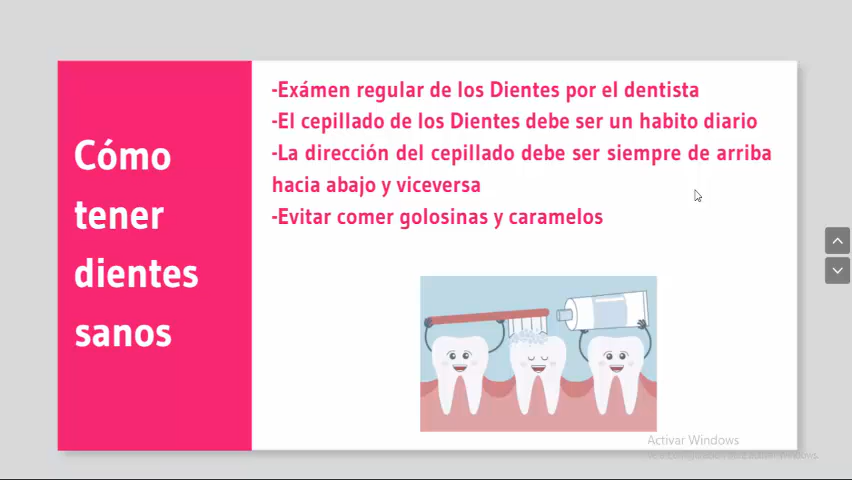 Cómo
tener
dientes
sanos
-Exámen regular de los Dientes por el dentista
-El cepillado de los Dientes debe ser un habito diario
-La dirección del cepillado debe ser siempre de arriba
hacia abajo y viceversa
-Evitar comer golosinas y caramelos
Activar Windows